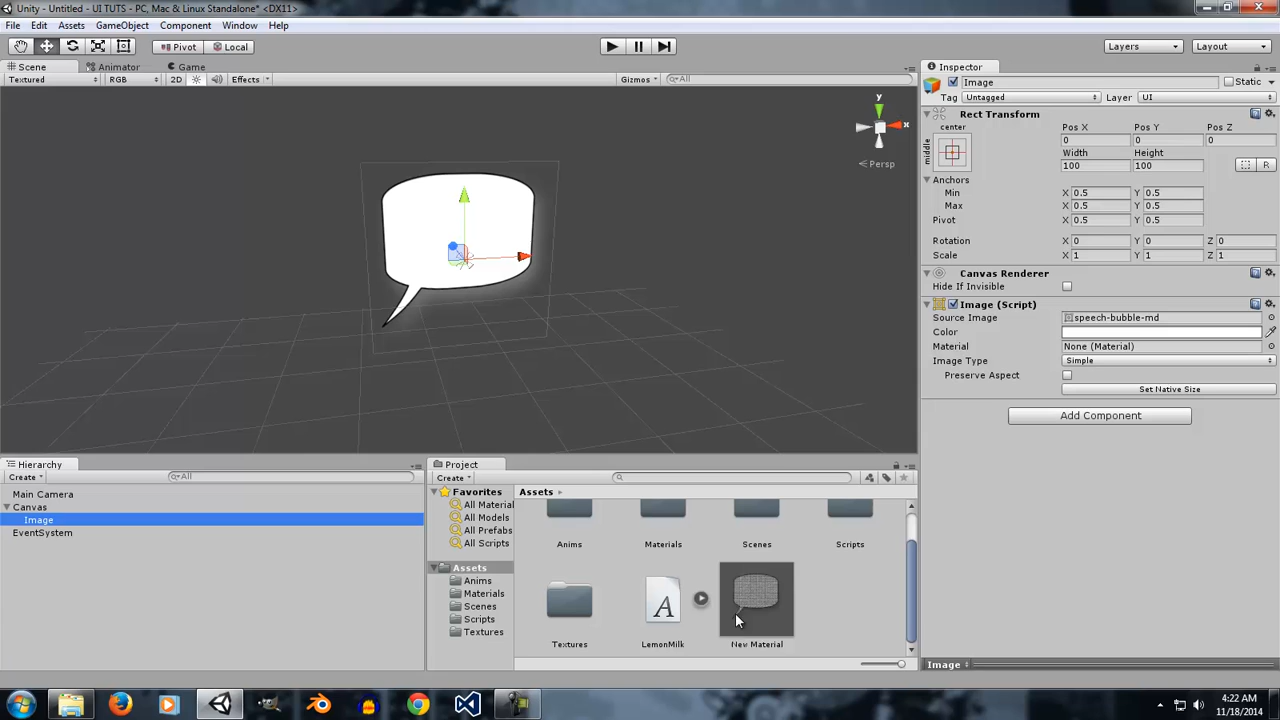 Unity - Untitled - UI TUTS - PC, Mac & Linux Standalone* <DX11>
File Edit Assets GameObject Component Window Help
Pivot Local Layers Layout
Scene Animator Game
Textured RGB 2D Effects Gizmos All
y
x
Persp
Inspector
Image Static
Tag Untagged Layer UI
Rect Transform
center Pos X Pos Y Pos Z
middle 0 0 0
Width Height
100 100
Anchors
Min X 0.5 Y 0.5
Max X 0.5 Y 0.5
Pivot X 0.5 Y 0.5
Rotation X 0 Y 0 Z 0
Scale X 1 Y 1 Z 1
Canvas Renderer
Hide If Invisible
Image (Script)
Source Image speech-bubble-md
Color
Material None (Material)
Image Type Simple
Preserve Aspect
Set Native Size
Add Component
R
Hierarchy
Create All
Main Camera
Canvas
Image
EventSystem
Project
Create
Favorites
All Material
All Models
All Prefabs
All Scripts
Assets
Anims
Materials
Scenes
Scripts
Textures
Assets
Anims Materials Scenes Scripts
A
Textures LemonMilk New Material
Image
4:22 AM
11/18/2014